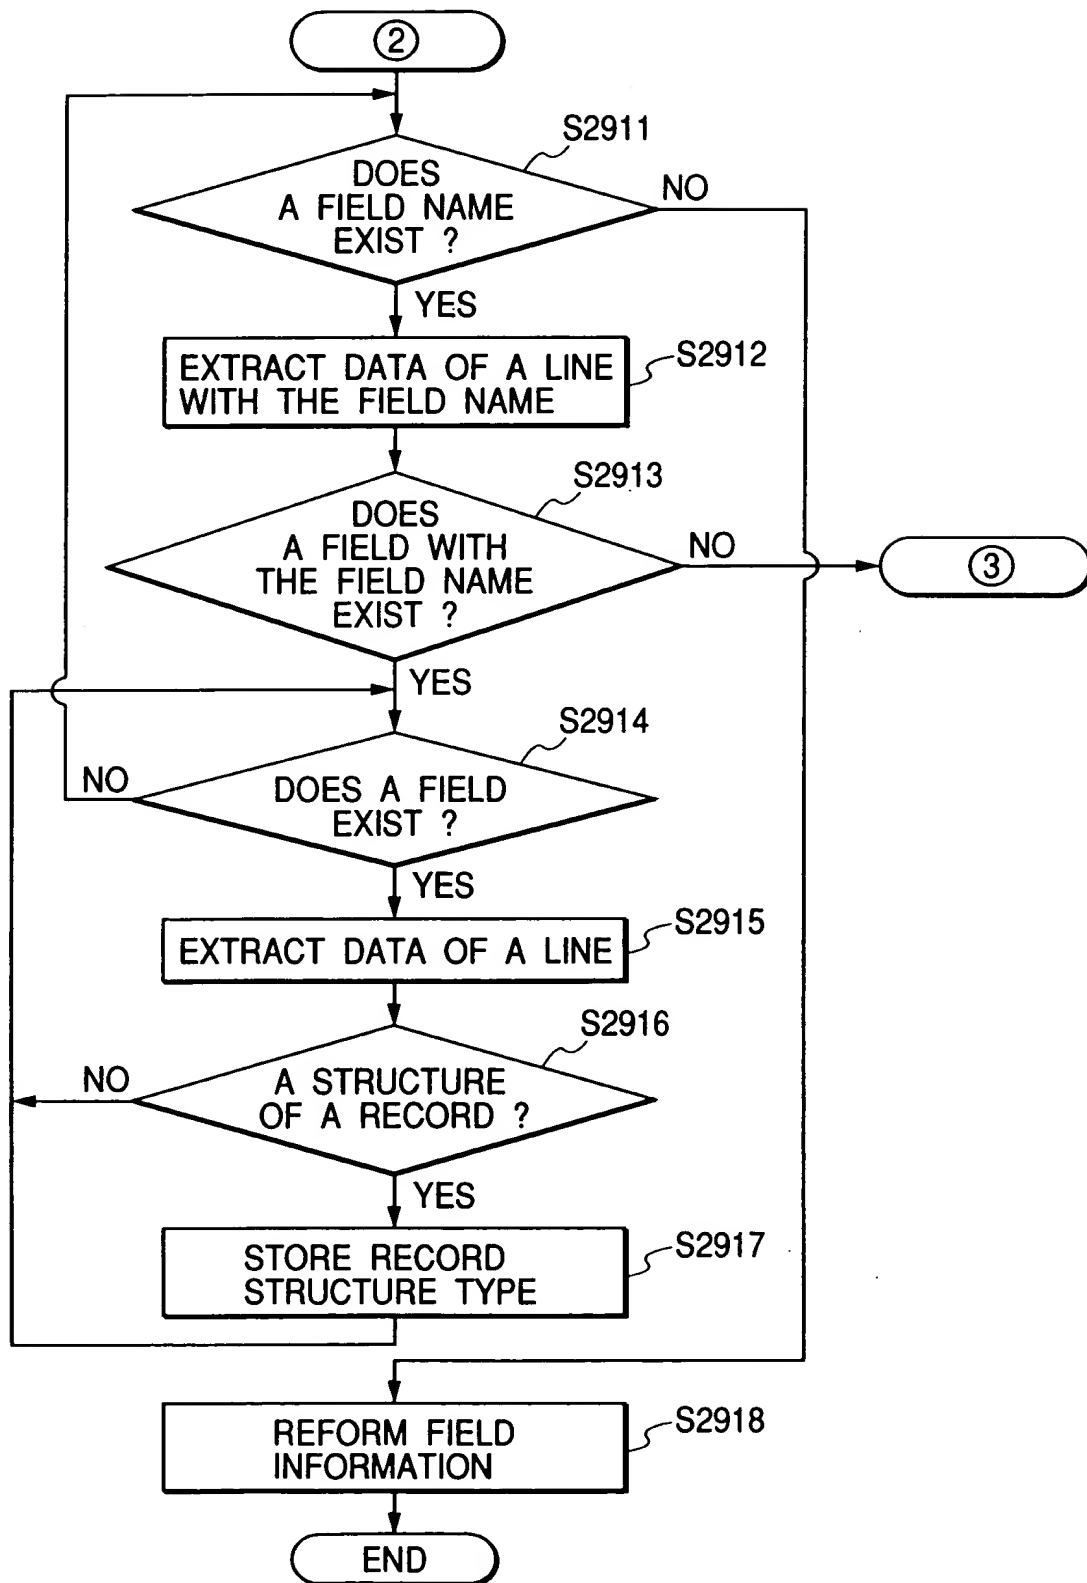 ②
S2911
DOES
A FIELD NAME
EXIST ?
NO
YES
S2912
EXTRACT DATA OF A LINE
WITH THE FIELD NAME
S2913
DOES
A FIELD WITH
THE FIELD NAME
EXIST ?
NO
③
YES
S2914
NO
DOES A FIELD
EXIST ?
YES
S2915
EXTRACT DATA OF A LINE
S2916
NO
A STRUCTURE
OF A RECORD ?
YES
S2917
STORE RECORD
STRUCTURE TYPE
S2918
REFORM FIELD
INFORMATION
END